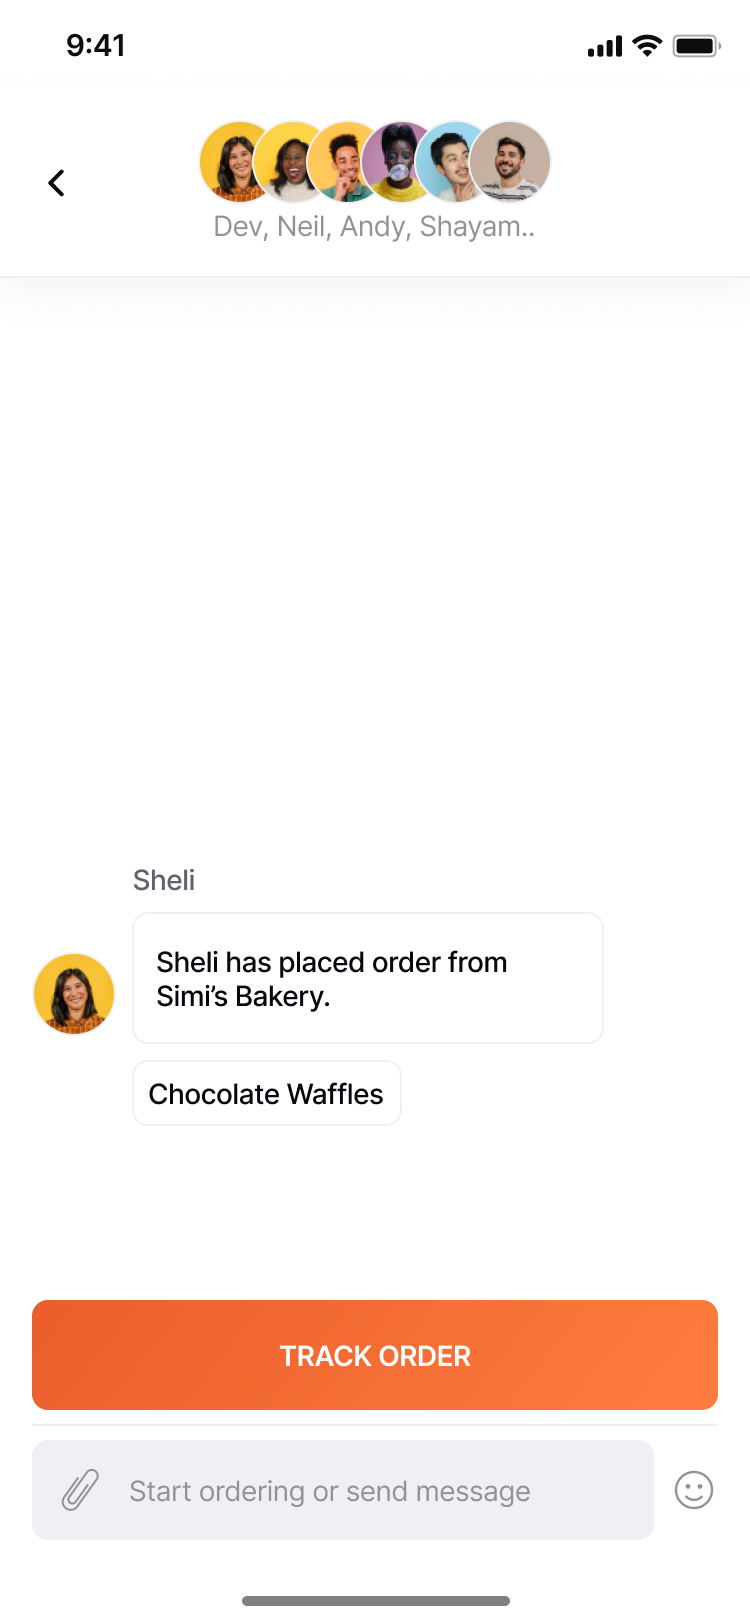 9:41
Dev, Neil, Andy, Shayam..
Sheli
Sheli has placed order from
Simi’s Bakery.
Chocolate Waffles
TRACK ORDER
Start ordering or send message